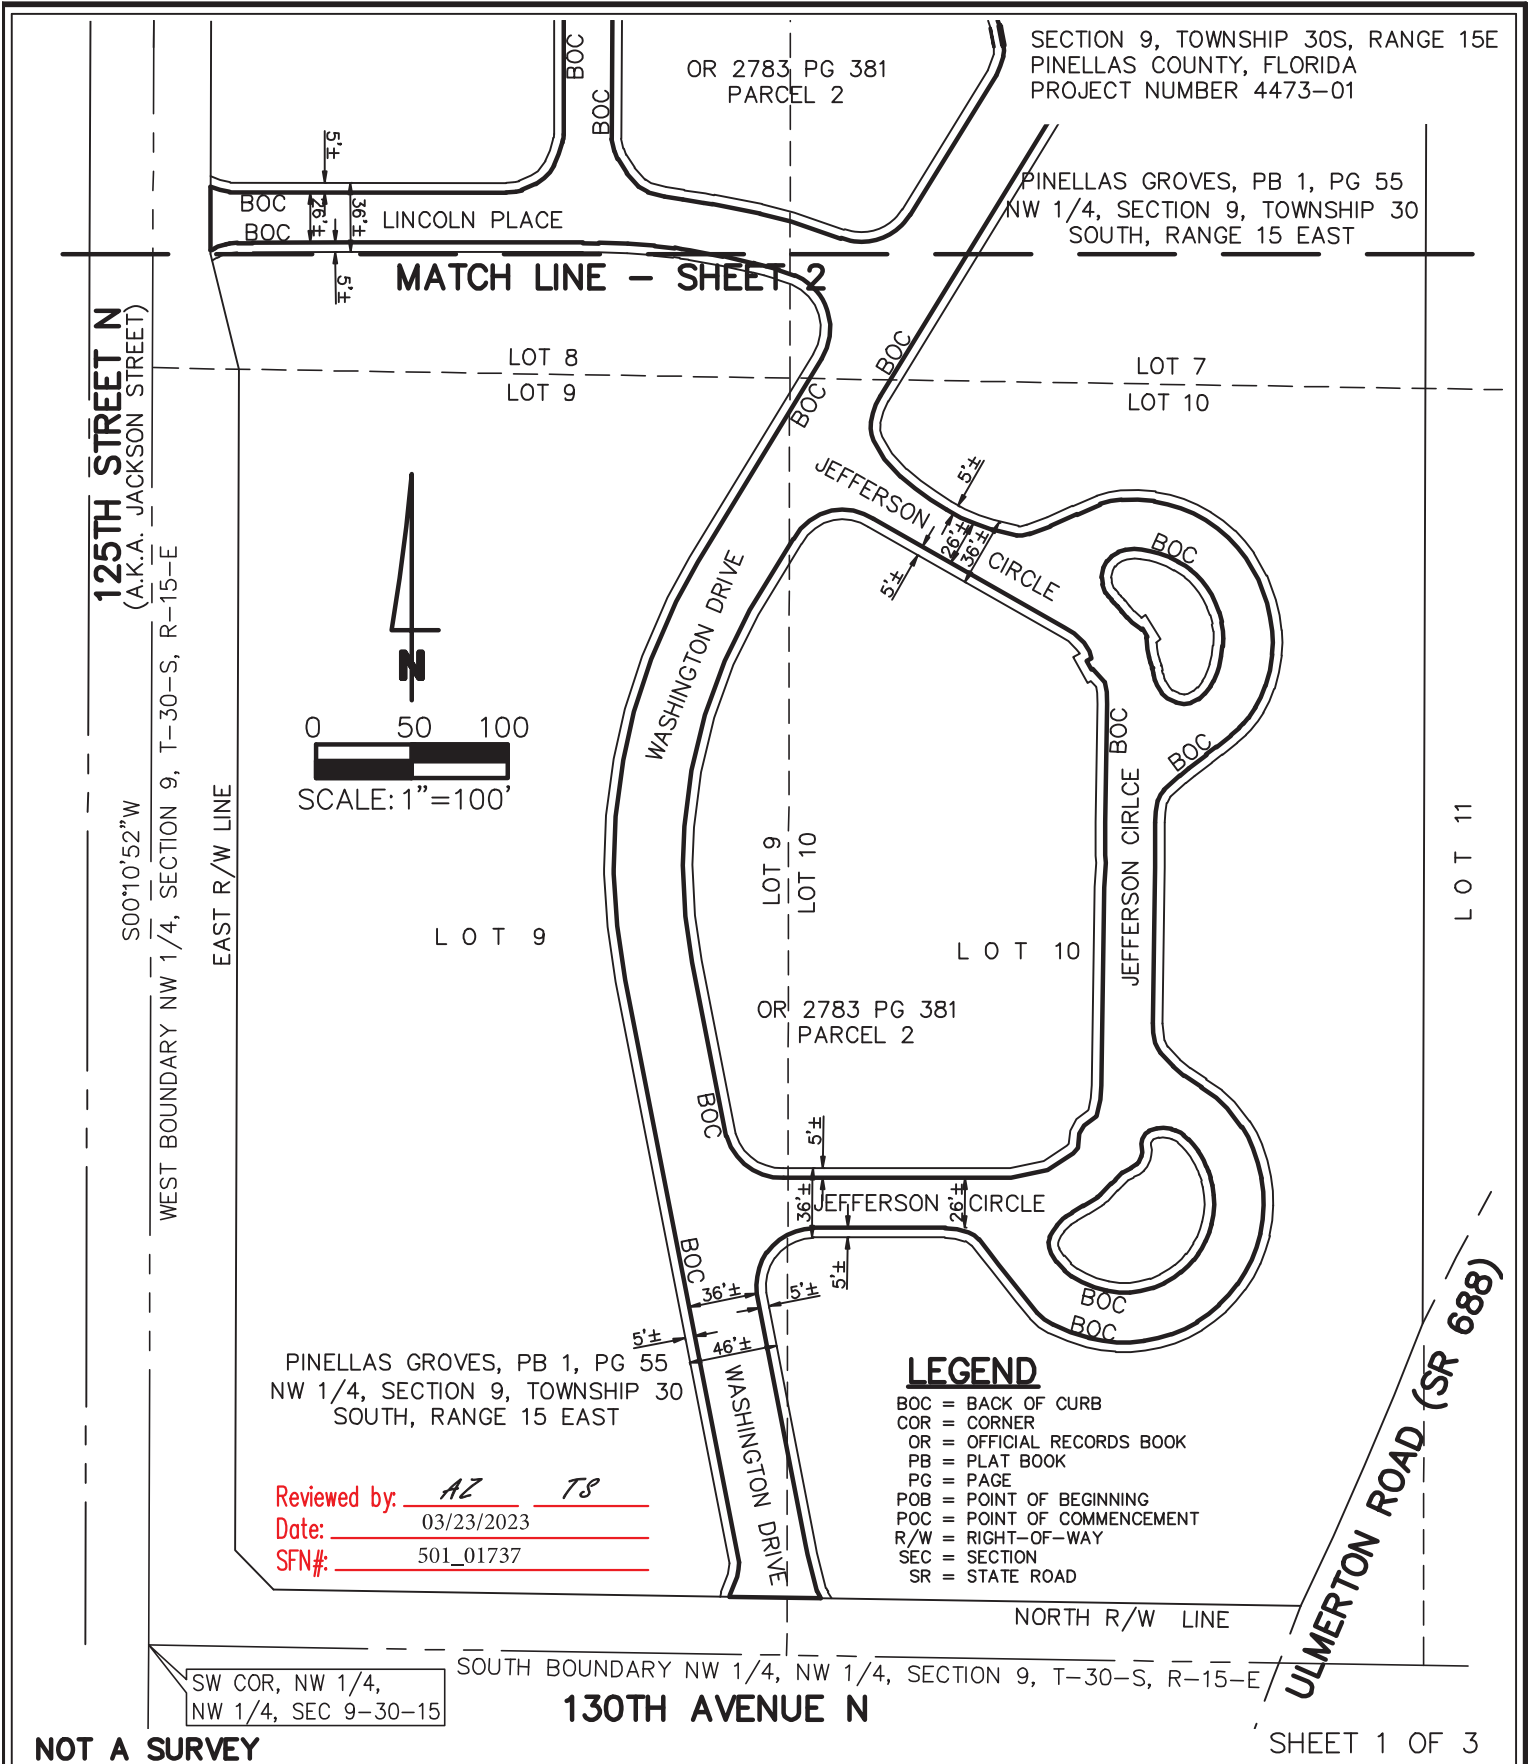 SECTION 9, TOWNSHIP 30S, RANGE 15E
PINELLAS COUNTY, FLORIDA
PROJECT NUMBER 4473-01
OR 2783 PG 381
PARCEL 2
BOC
BOC
5'±
PINELLAS GROVES, PB 1, PG 55
NW 1/4, SECTION 9, TOWNSHIP 30
SOUTH, RANGE 15 EAST
BOC
BOC
26'±
36'±
LINCOLN PLACE
5'±
MATCH LINE - SHEET 2
125TH STREET N
(A.K.A. JACKSON STREET)
LOT 8
LOT 9
BOC
BOC
LOT 7
LOT 10
JEFFERSON CIRCLE
5'±
26'±
36'±
5'±
BOC
WASHINGTON DRIVE
N
0 50 100
SCALE: 1"=100'
S00°10'52"W
WEST BOUNDARY NW 1/4, SECTION 9, T-30-S, R-15-E
EAST R/W LINE
BOC
BOC
JEFFERSON CIRLCE
LOT 9
LOT 10
LOT 11
LOT 9
LOT 10
OR 2783 PG 381
PARCEL 2
BOC
5'±
36'±
JEFFERSON CIRCLE
26'±
5'±
BOC
36'±
5'±
5'±
46'±
BOC
BOC
WASHINGTON DRIVE
PINELLAS GROVES, PB 1, PG 55
NW 1/4, SECTION 9, TOWNSHIP 30
SOUTH, RANGE 15 EAST
LEGEND
BOC = BACK OF CURB
COR = CORNER
OR = OFFICIAL RECORDS BOOK
PB = PLAT BOOK
PG = PAGE
POB = POINT OF BEGINNING
POC = POINT OF COMMENCEMENT
R/W = RIGHT-OF-WAY
SEC = SECTION
SR = STATE ROAD
Reviewed by: AZ TS
Date: 03/23/2023
SFN#: 501_01737
ULMERTON ROAD (SR 688)
NORTH R/W LINE
SOUTH BOUNDARY NW 1/4, NW 1/4, SECTION 9, T-30-S, R-15-E
SW COR, NW 1/4,
NW 1/4, SEC 9-30-15
130TH AVENUE N
NOT A SURVEY
SHEET 1 OF 3